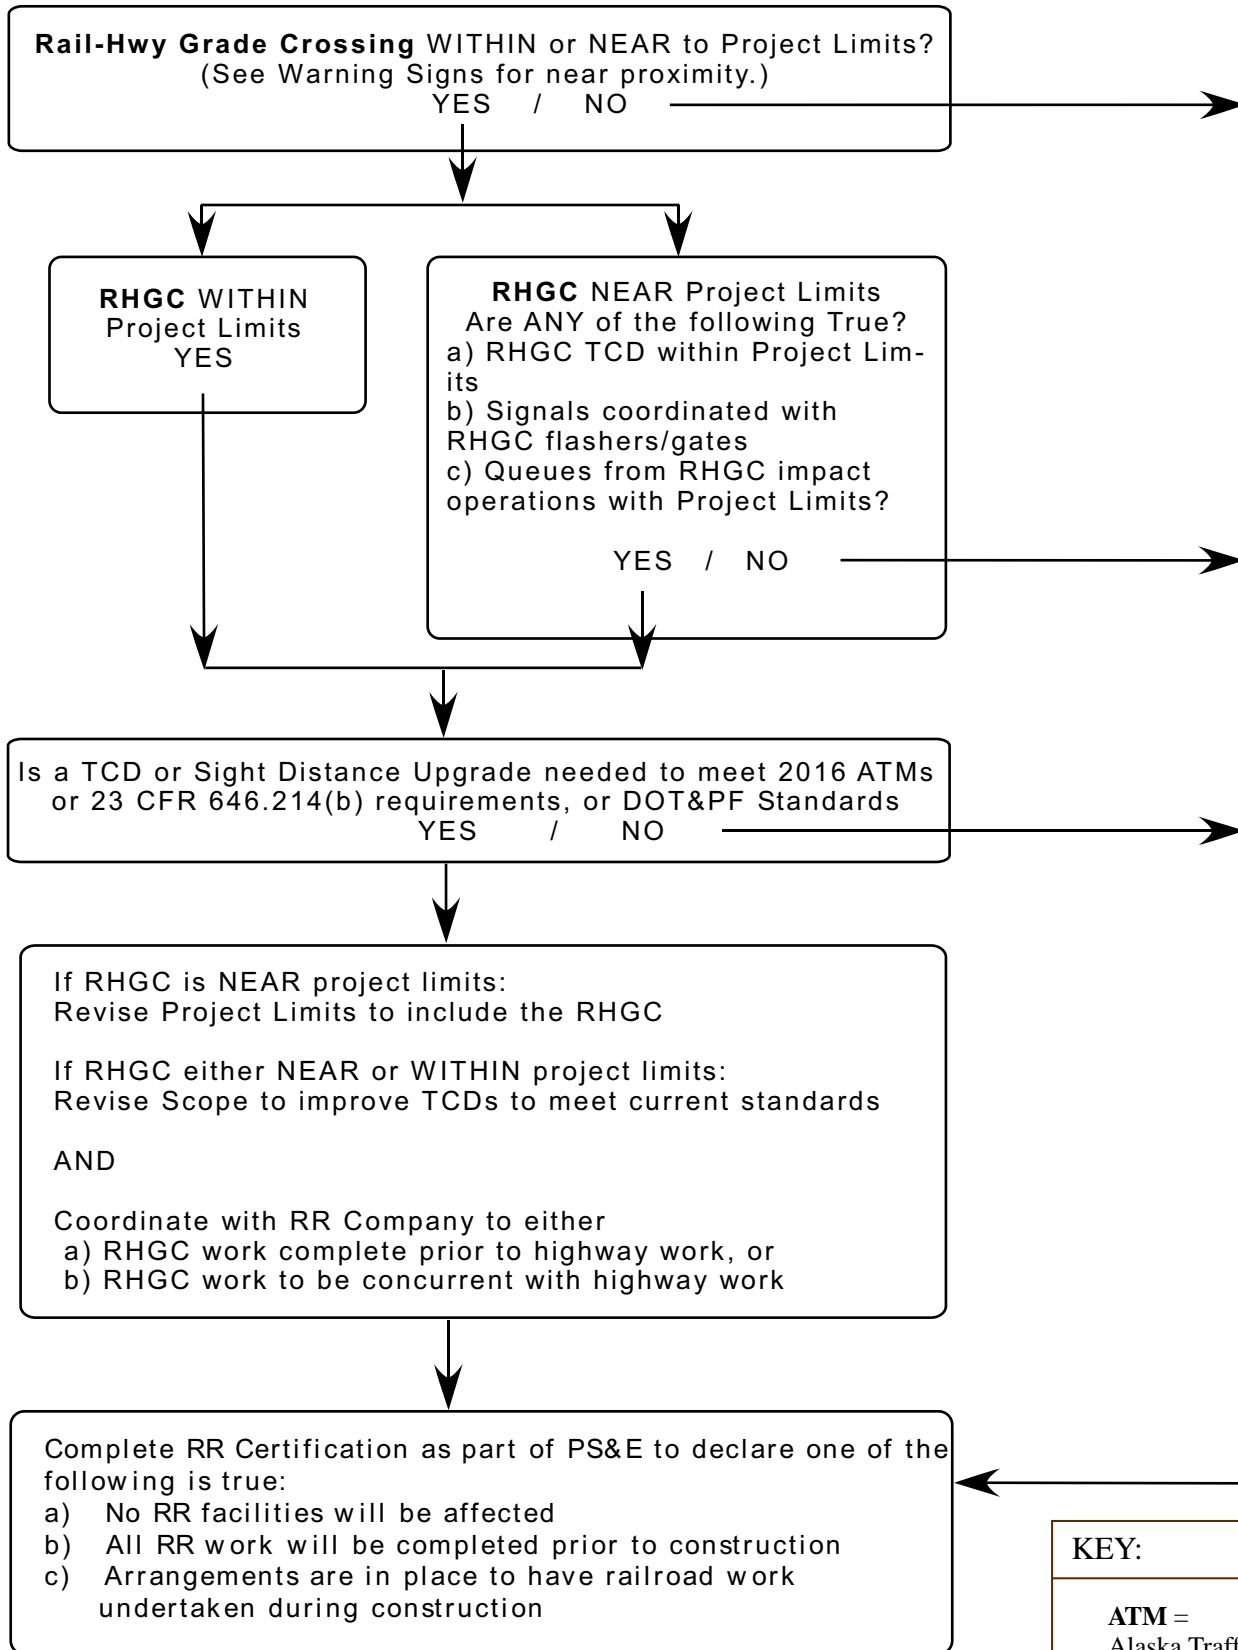 Rail-Hwy Grade Crossing WITHIN or NEAR to Project Limits?
(See Warning Signs for near proximity.)
YES / NO
RHGC WITHIN
Project Limits
YES
RHGC NEAR Project Limits
Are ANY of the following True?
a) RHGC TCD within Project Lim-
its
b) Signals coordinated with
RHGC flashers/gates
c) Queues from RHGC impact
operations with Project Limits?
YES / NO
Is a TCD or Sight Distance Upgrade needed to meet 2016 ATMs
or 23 CFR 646.214(b) requirements, or DOT&PF Standards
YES / NO
If RHGC is NEAR project limits:
Revise Project Limits to include the RHGC
If RHGC either NEAR or WITHIN project limits:
Revise Scope to improve TCDs to meet current standards
AND
Coordinate with RR Company to either
a) RHGC work complete prior to highway work, or
b) RHGC work to be concurrent with highway work
Complete RR Certification as part of PS&E to declare one of the
following is true:
a) No RR facilities will be affected
b) All RR work will be completed prior to construction
c) Arrangements are in place to have railroad work
undertaken during construction
KEY:
ATM =
Alaska Traff